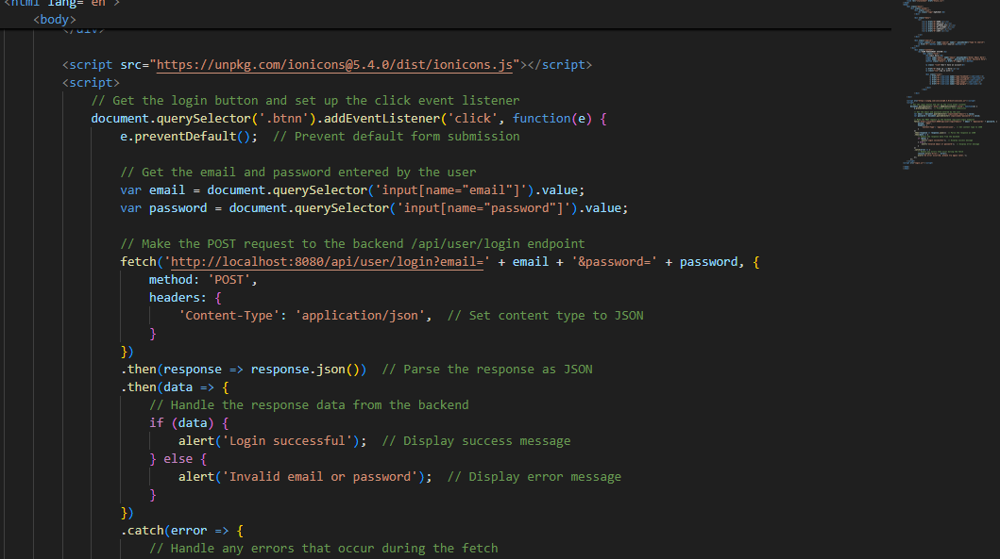 <html lang="en">
<body>
</div>
<script src="https://unpkg.com/ionicons@5.4.0/dist/ionicons.js"></script>
<script>
// Get the login button and set up the click event listener
document.querySelector('.btnn').addEventListener('click', function(e) {
e.preventDefault();  // Prevent default form submission
// Get the email and password entered by the user
var email = document.querySelector('input[name="email"]').value;
var password = document.querySelector('input[name="password"]').value;
// Make the POST request to the backend /api/user/login endpoint
fetch('http://localhost:8080/api/user/login?email=' + email + '&password=' + password, {
method: 'POST',
headers: {
'Content-Type': 'application/json',  // Set content type to JSON
}
})
.then(response => response.json())  // Parse the response as JSON
.then(data => {
// Handle the response data from the backend
if (data) {
alert('Login successful');  // Display success message
} else {
alert('Invalid email or password');  // Display error message
}
})
.catch(error => {
// Handle any errors that occur during the fetch